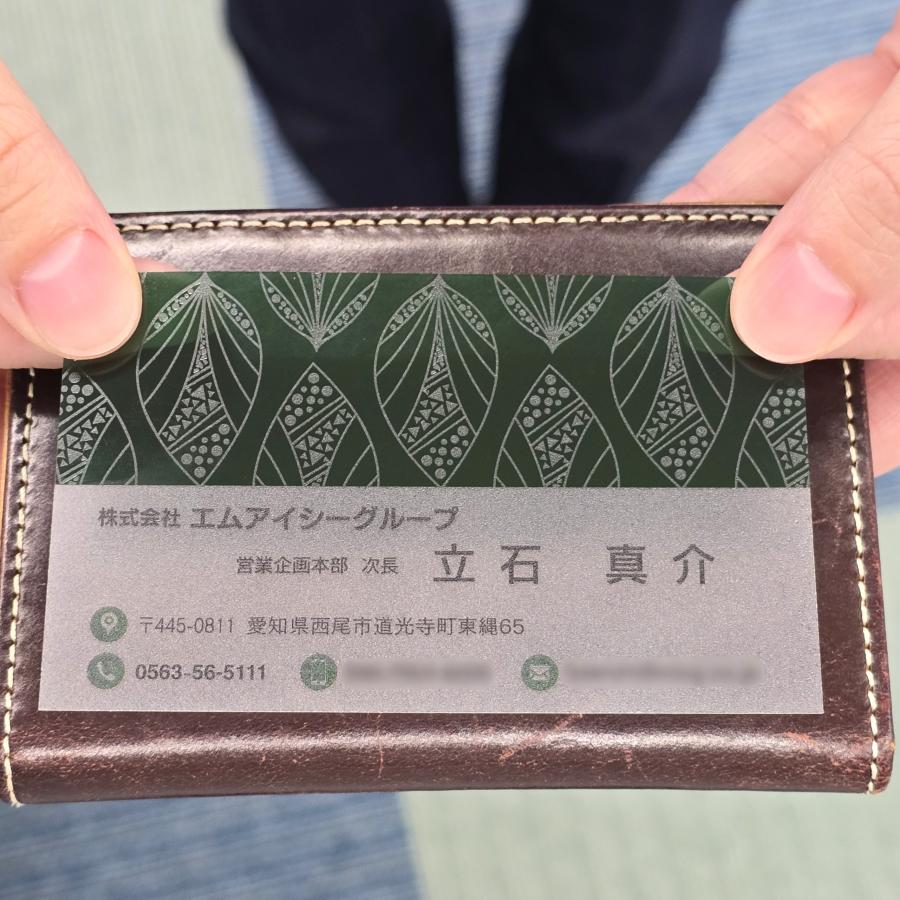 株式会社 エムアイシーグループ
営業企画本部 次長 立石 真介
〒445-0811 愛知県西尾市道光寺町東縄65
0563-56-5111